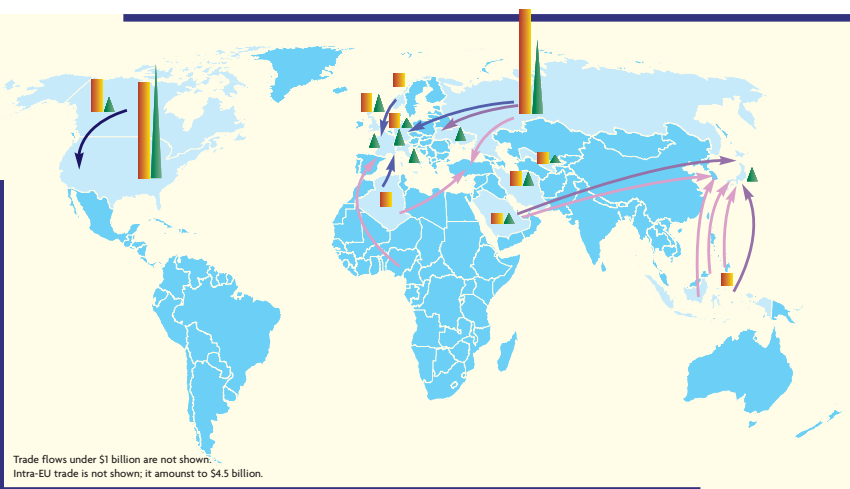 Trade flows under $1 billion are not shown.
Intra-EU trade is not shown; it amounst to $4.5 billion.